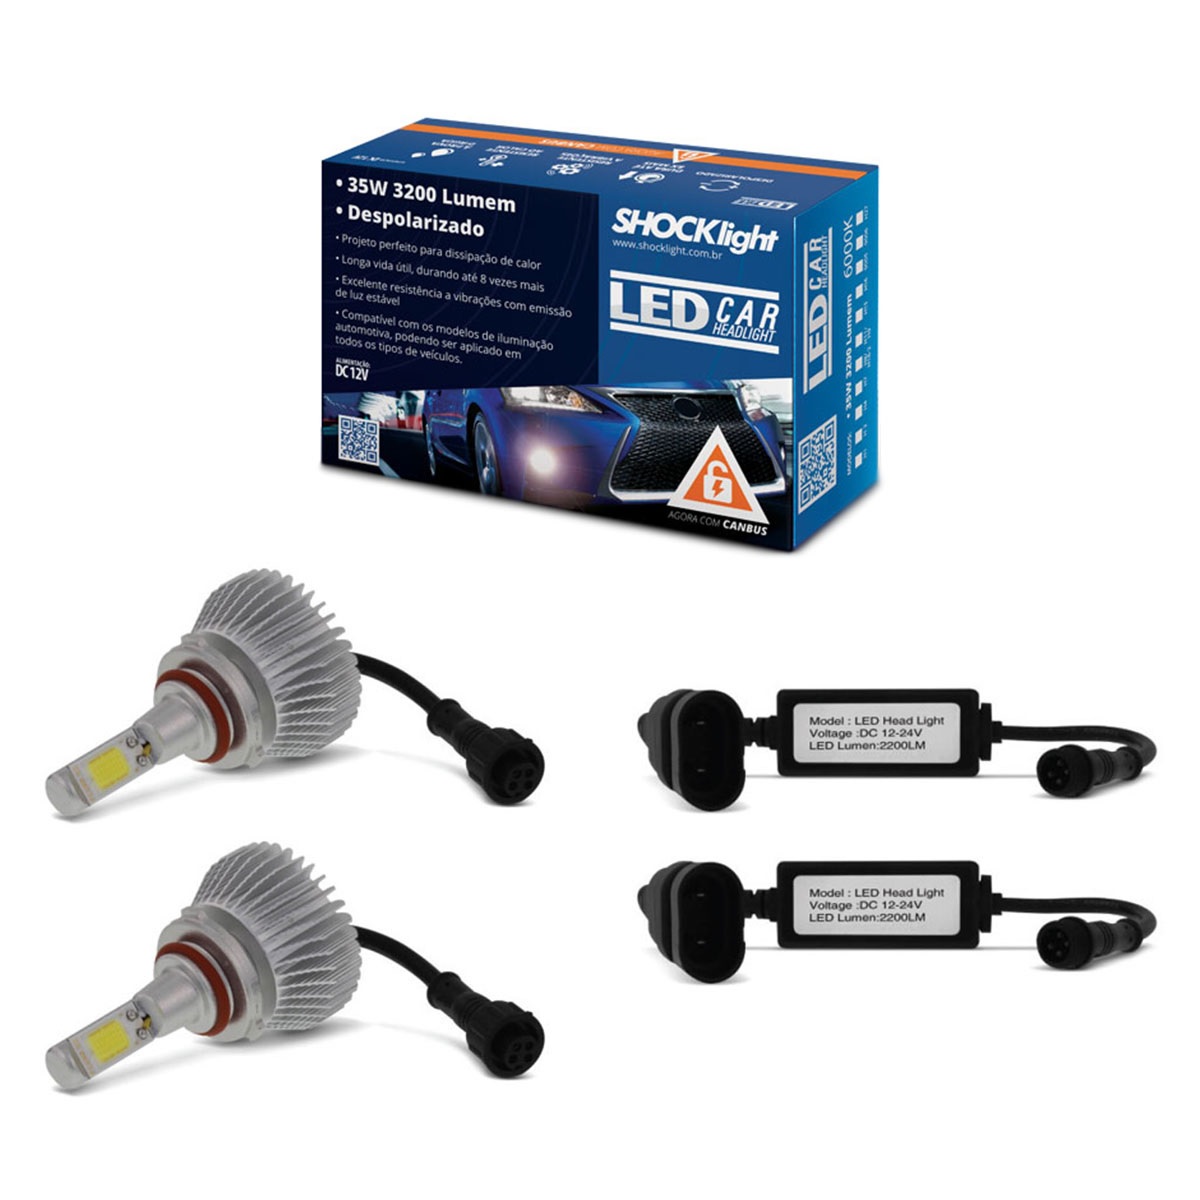 • 35W 3200 Lumem
• Despolarizado
• Projeto perfeito para dissipação de calor
• Longa vida útil, durando até 8 vezes mais
• Excelente resistência a vibrações com emissão
de luz estável
• Compatível com os modelos de iluminação
automotiva, podendo ser aplicado em
todos os tipos de veículos.
ALIMENTAÇÃO:
DC 12V
SHOCKlight
www.shocklight.com.br
LED CAR
HEADLIGHT
AGORA COM CANBUS
DESPOLARIZADO
LED CAR
HEADLIGHT
• 35W 3200 Lumem 6000K
MODELOS:
Model : LED Head Light
Voltage :DC 12-24V
LED Lumen:2200LM
Model : LED Head Light
Voltage :DC 12-24V
LED Lumen:2200LM